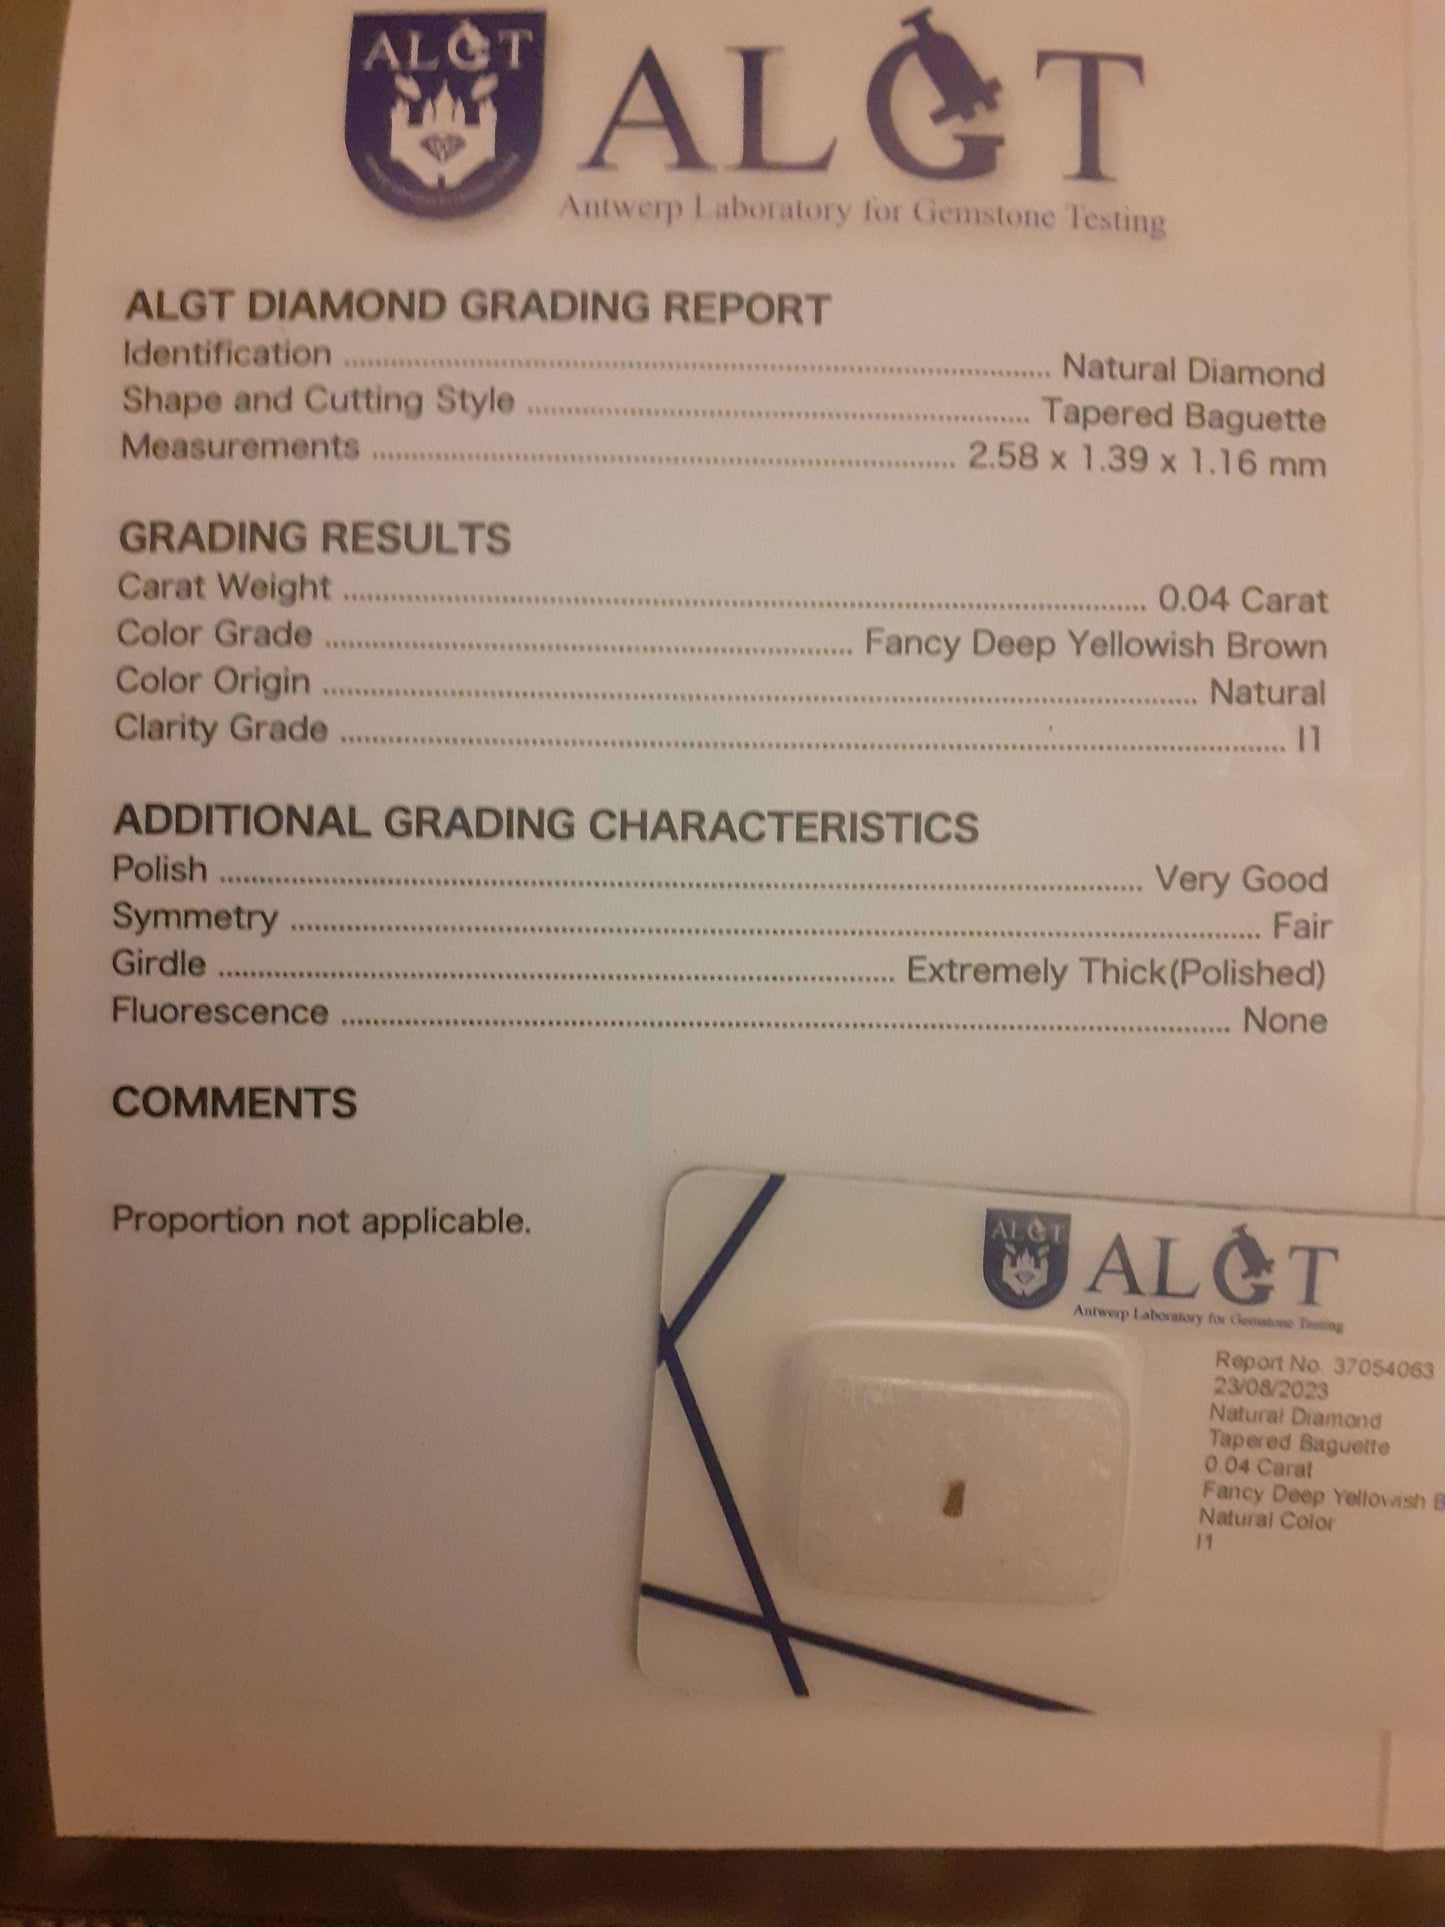 ALGT
ALGT
Antwerp Laboratory for Gemstone Testing
ALGT DIAMOND GRADING REPORT
Identification ........................................ Natural Diamond
Shape and Cutting Style ........................................ Tapered Baguette
Measurements ........................................ 2.58 x 1.39 x 1.16 mm
GRADING RESULTS
Carat Weight ........................................ 0.04 Carat
Color Grade ........................................ Fancy Deep Yellowish Brown
Color Origin ........................................ Natural
Clarity Grade ........................................ I1
ADDITIONAL GRADING CHARACTERISTICS
Polish ........................................ Very Good
Symmetry ........................................ Fair
Girdle ........................................ Extremely Thick(Polished)
Fluorescence ........................................ None
COMMENTS
Proportion not applicable.
ALGT
ALGT
Antwerp Laboratory for Gemstone Testing
Report No. 37054063
23/08/2023
Natural Diamond
Tapered Baguette
0.04 Carat
Fancy Deep Yellowish B
Natural Color
I1